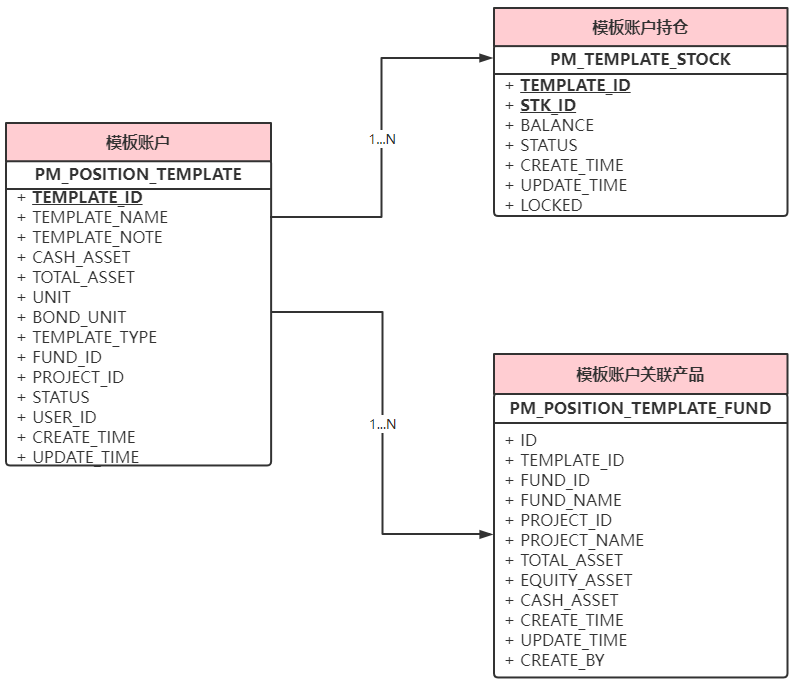 模板账户
PM_POSITION_TEMPLATE
+ TEMPLATE_ID
+ TEMPLATE_NAME
+ TEMPLATE_NOTE
+ CASH_ASSET
+ TOTAL_ASSET
+ UNIT
+ BOND_UNIT
+ TEMPLATE_TYPE
+ FUND_ID
+ PROJECT_ID
+ STATUS
+ USER_ID
+ CREATE_TIME
+ UPDATE_TIME
1...N
模板账户持仓
PM_TEMPLATE_STOCK
+ TEMPLATE_ID
+ STK_ID
+ BALANCE
+ STATUS
+ CREATE_TIME
+ UPDATE_TIME
+ LOCKED
1...N
模板账户关联产品
PM_POSITION_TEMPLATE_FUND
+ ID
+ TEMPLATE_ID
+ FUND_ID
+ FUND_NAME
+ PROJECT_ID
+ PROJECT_NAME
+ TOTAL_ASSET
+ EQUITY_ASSET
+ CASH_ASSET
+ CREATE_TIME
+ UPDATE_TIME
+ CREATE_BY